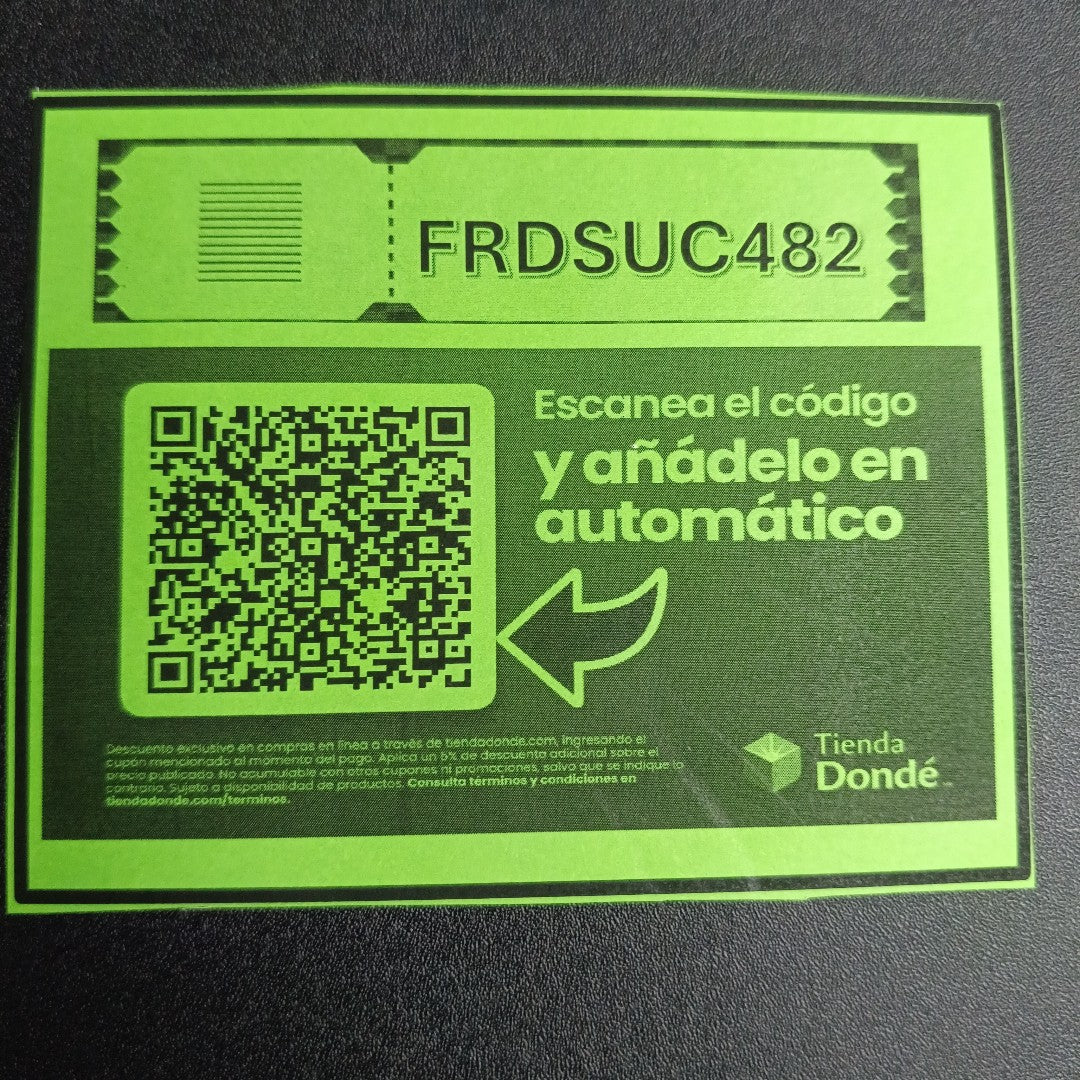 FRDSUC482
Escanea el código
y añádelo en
automático
Descuento exclusivo en compras en línea a través de tiendadonde.com, ingresando el
cupón mencionado al momento del pago. Aplica un 5% de descuento adicional sobre el
precio publicado. No acumulable con otros cupones ni promociones, salvo que se indique lo
contrario. Sujeto a disponibilidad de productos. Consulta términos y condiciones en
tiendadonde.com/terminos.
Tienda
Dondé